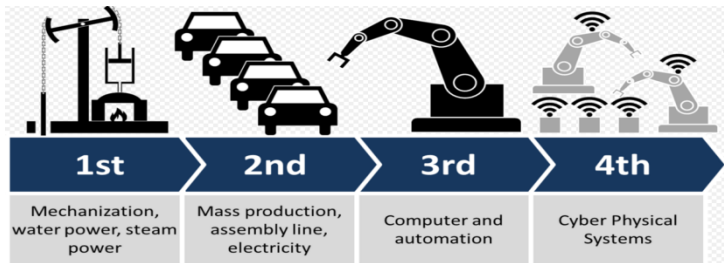 1st
2nd
3rd
4th
Mechanization,
water power, steam
power
Mass production,
assembly line,
electricity
Computer and
automation
Cyber Physical
Systems